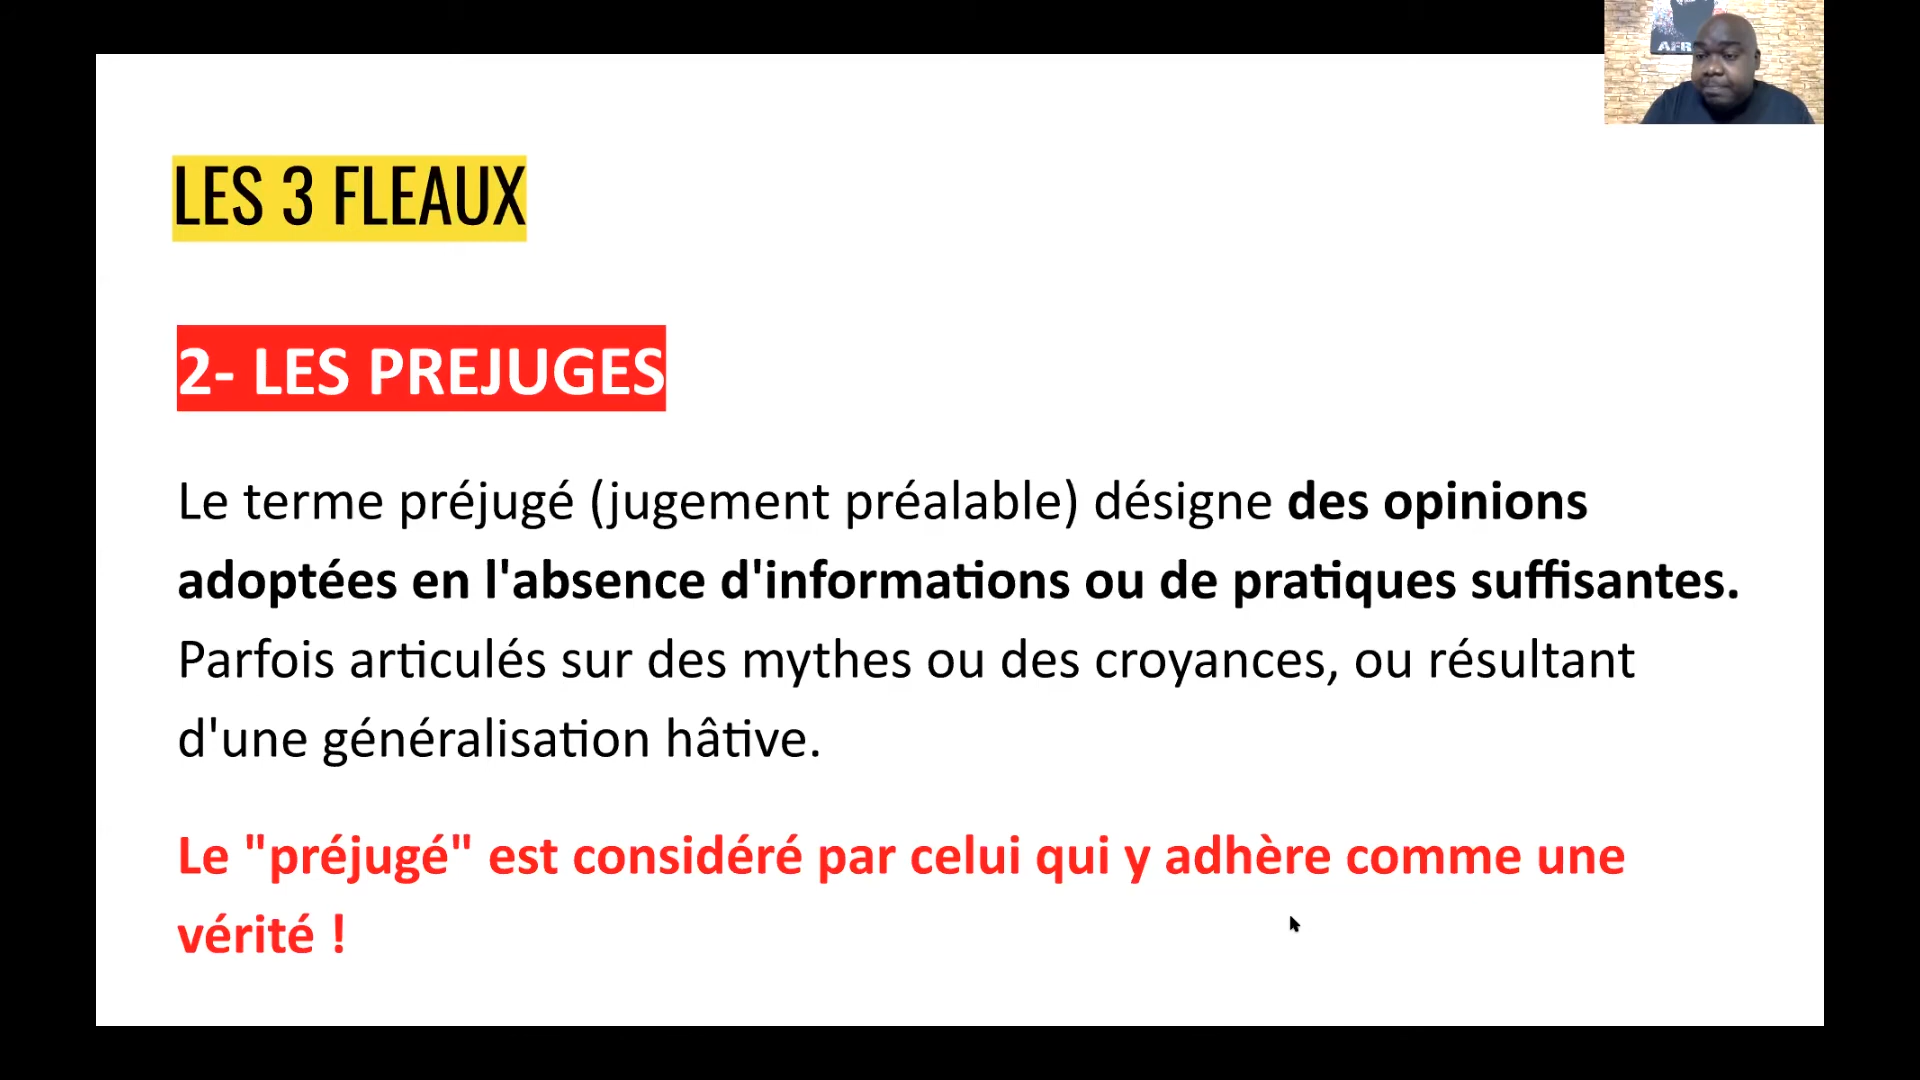 AFR
LES 3 FLEAUX
2- LES PREJUGES
Le terme préjugé (jugement préalable) désigne des opinions
adoptées en l'absence d'informations ou de pratiques suffisantes.
Parfois articulés sur des mythes ou des croyances, ou résultant
d'une généralisation hâtive.
Le "préjugé" est considéré par celui qui y adhère comme une
vérité !